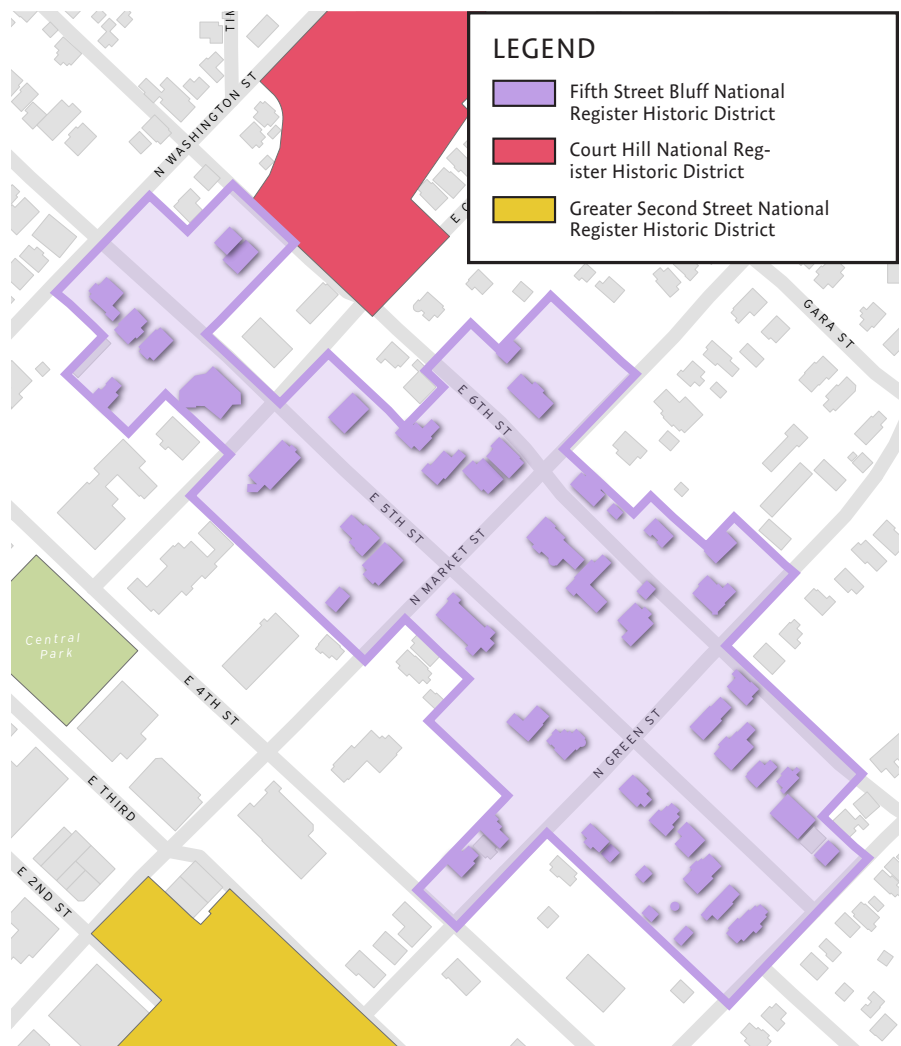 LEGEND
Fifth Street Bluff National
Register Historic District
Court Hill National Reg-
ister Historic District
Greater Second Street National
Register Historic District
N WASHINGTON ST
GARA ST
E 6TH ST
E 5TH ST
N MARKET ST
Central
Park
E 4TH ST
N GREEN ST
E THIRD
E 2ND ST